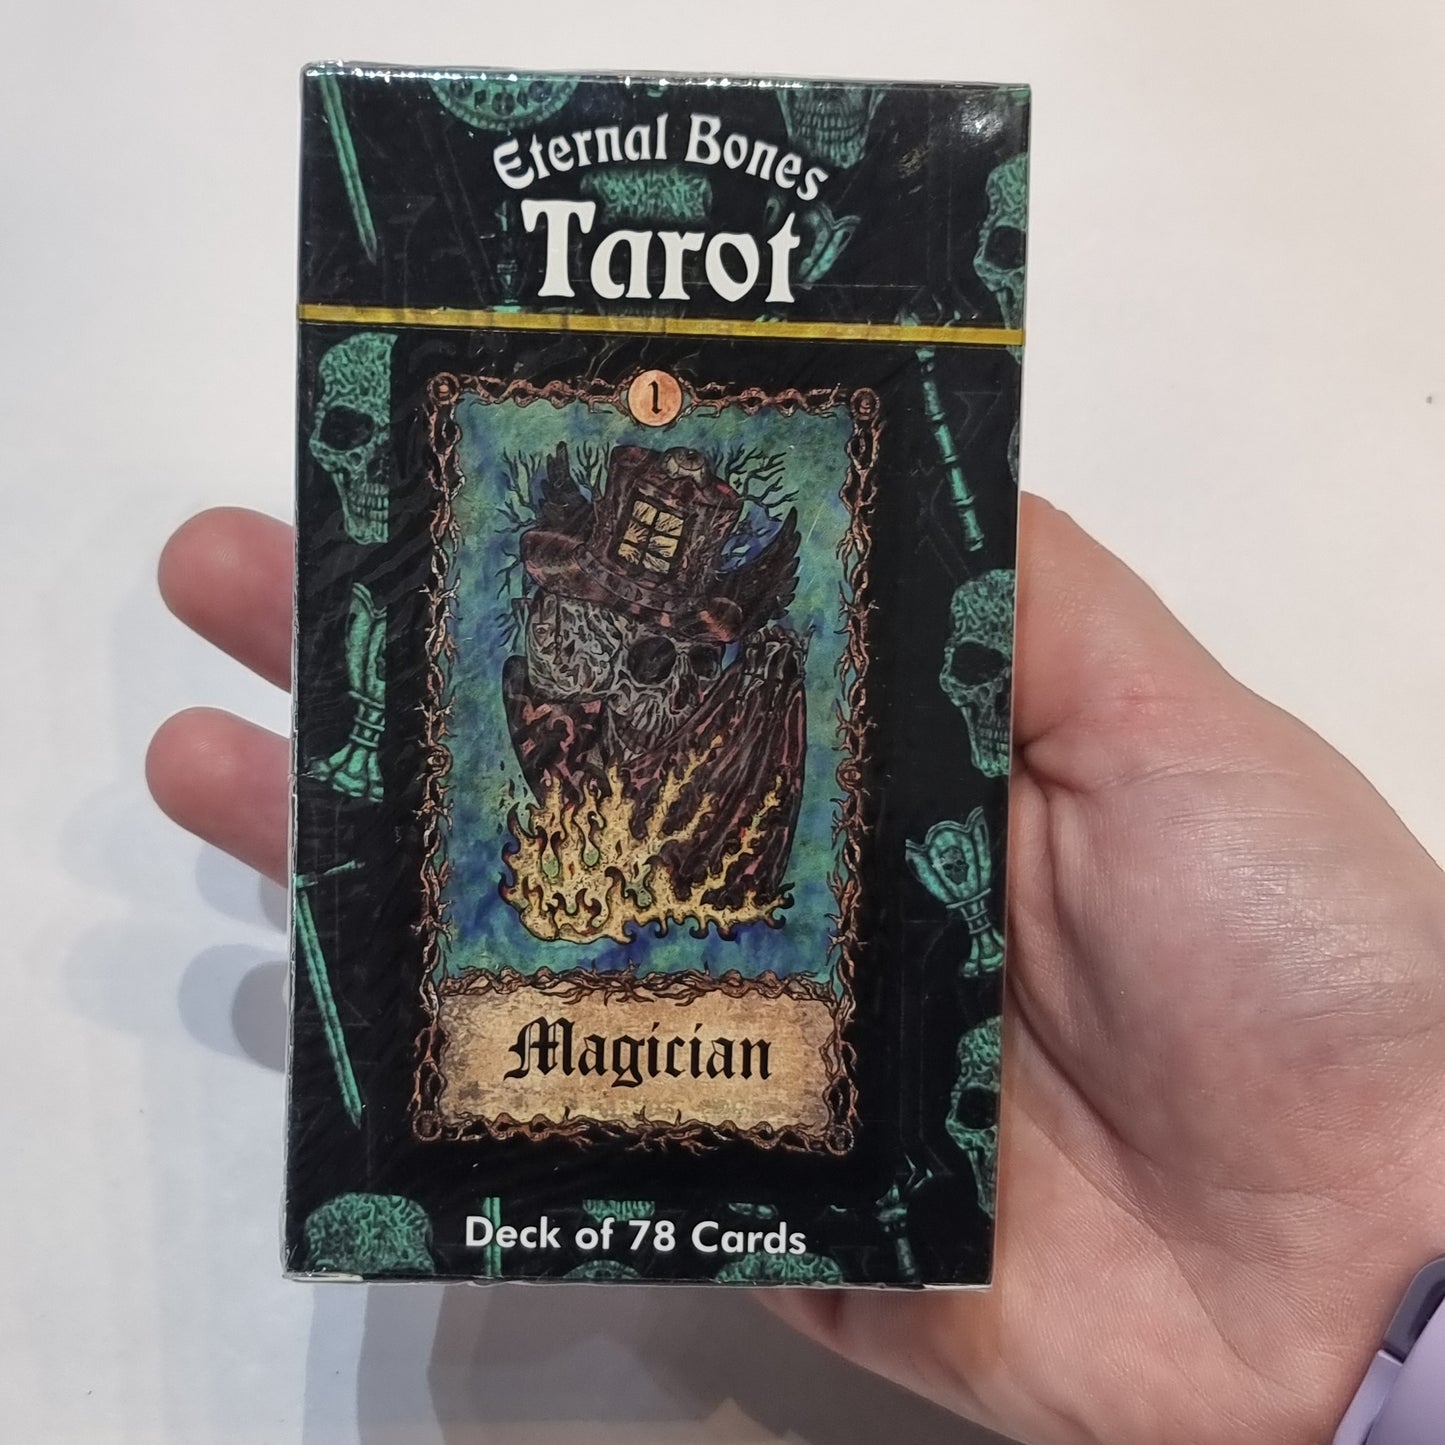 Eternal Bones
Tarot
1
Magician
Deck of 78 Cards